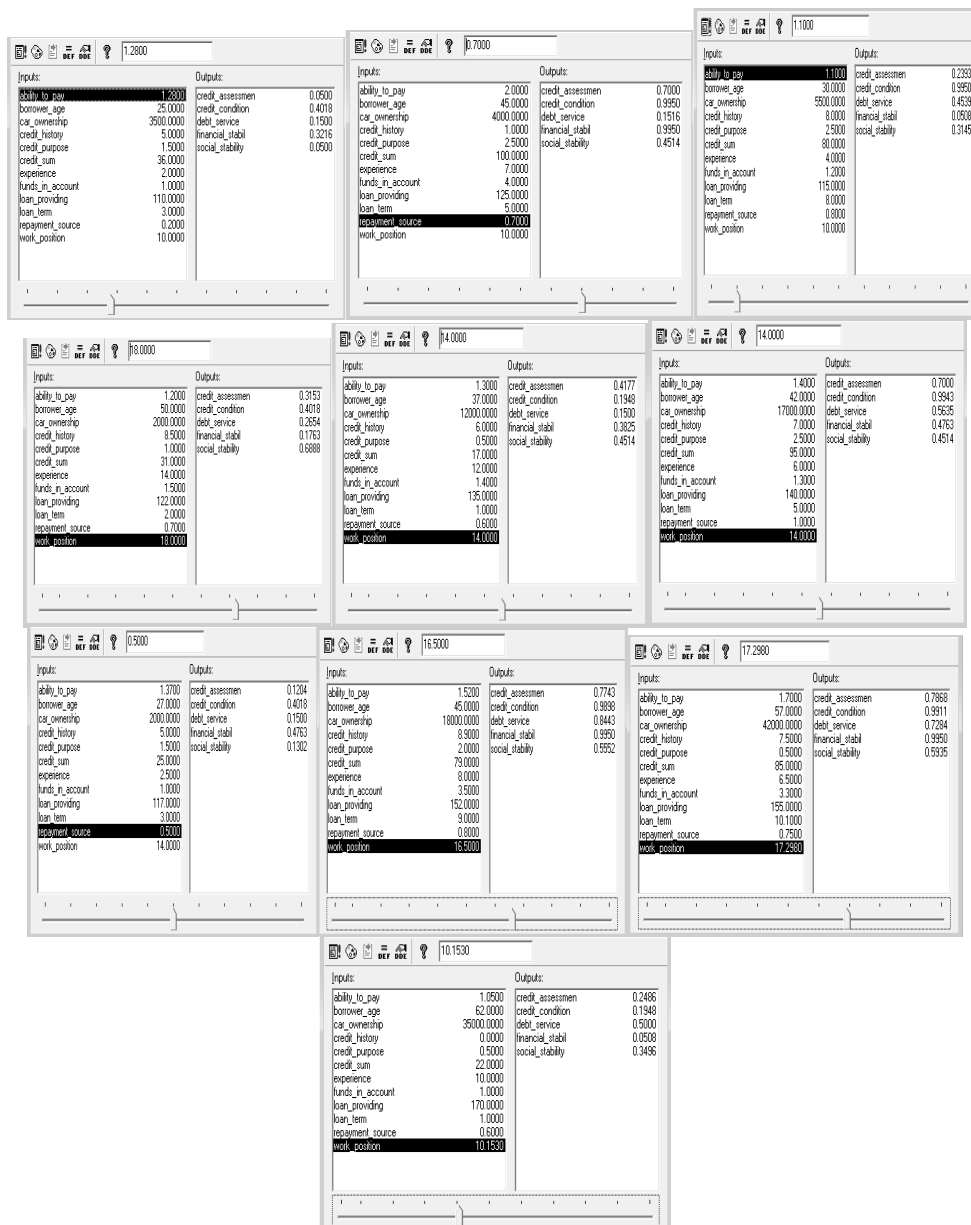 DEF DDE ? 1.2800
Inputs: Outputs:
ability_to_pay 1.2800 credit_assessmen 0.0500
borrower_age 25.0000 credit_condition 0.4018
car_ownership 3500.0000 debt_service 0.1500
credit_history 5.0000 financial_stabil 0.3216
credit_purpose 1.5000 social_stability 0.0500
credit_sum 36.0000
experience 2.0000
funds_in_account 1.0000
loan_providing 110.0000
loan_term 3.0000
repayment_source 0.2000
work_position 10.0000
DEF DDE ? 0.7000
Inputs: Outputs:
ability_to_pay 2.0000 credit_assessmen 0.7000
borrower_age 45.0000 credit_condition 0.9950
car_ownership 4000.0000 debt_service 0.1516
credit_history 1.0000 financial_stabil 0.9950
credit_purpose 2.5000 social_stability 0.4514
credit_sum 100.0000
experience 7.0000
funds_in_account 4.0000
loan_providing 125.0000
loan_term 5.0000
repayment_source 0.7000
work_position 10.0000
DEF DDE ? 1.1000
Inputs: Outputs:
ability_to_pay 1.1000 credit_assessmen 0.2393
borrower_age 30.0000 credit_condition 0.9950
car_ownership 5500.0000 debt_service 0.4539
credit_history 8.0000 financial_stabil 0.0508
credit_purpose 2.5000 social_stability 0.3145
credit_sum 80.0000
experience 4.0000
funds_in_account 1.2000
loan_providing 115.0000
loan_term 8.0000
repayment_source 0.8000
work_position 10.0000
DEF DDE ? 18.0000
Inputs: Outputs:
ability_to_pay 1.2000 credit_assessmen 0.3153
borrower_age 50.0000 credit_condition 0.4018
car_ownership 2000.0000 debt_service 0.2654
credit_history 8.5000 financial_stabil 0.1763
credit_purpose 1.0000 social_stability 0.6888
credit_sum 31.0000
experience 14.0000
funds_in_account 1.5000
loan_providing 122.0000
loan_term 2.0000
repayment_source 0.7000
work_position 18.0000
DEF DDE ? 14.0000
Inputs: Outputs:
ability_to_pay 1.3000 credit_assessmen 0.4177
borrower_age 37.0000 credit_condition 0.1948
car_ownership 12000.0000 debt_service 0.1500
credit_history 6.0000 financial_stabil 0.3825
credit_purpose 0.5000 social_stability 0.4514
credit_sum 17.0000
experience 12.0000
funds_in_account 1.4000
loan_providing 135.0000
loan_term 1.0000
repayment_source 0.6000
work_position 14.0000
DEF DDE ? 14.0000
Inputs: Outputs:
ability_to_pay 1.4000 credit_assessmen 0.7000
borrower_age 42.0000 credit_condition 0.9943
car_ownership 17000.0000 debt_service 0.5635
credit_history 7.0000 financial_stabil 0.4763
credit_purpose 2.5000 social_stability 0.4514
credit_sum 95.0000
experience 6.0000
funds_in_account 1.3000
loan_providing 140.0000
loan_term 5.0000
repayment_source 1.0000
work_position 14.0000
DEF DDE ? 0.5000
Inputs: Outputs:
ability_to_pay 1.3700 credit_assessmen 0.1204
borrower_age 27.0000 credit_condition 0.4018
car_ownership 2000.0000 debt_service 0.1500
credit_history 5.0000 financial_stabil 0.4763
credit_purpose 1.5000 social_stability 0.1302
credit_sum 25.0000
experience 2.5000
funds_in_account 1.0000
loan_providing 117.0000
loan_term 3.0000
repayment_source 0.5000
work_position 14.0000
DEF DDE ? 16.5000
Inputs: Outputs:
ability_to_pay 1.5200 credit_assessmen 0.7743
borrower_age 45.0000 credit_condition 0.9898
car_ownership 18000.0000 debt_service 0.8443
credit_history 8.9000 financial_stabil 0.9950
credit_purpose 2.0000 social_stability 0.5552
credit_sum 79.0000
experience 8.0000
funds_in_account 3.5000
loan_providing 152.0000
loan_term 9.0000
repayment_source 0.8000
work_position 16.5000
DEF DDE ? 17.2980
Inputs: Outputs:
ability_to_pay 1.7000 credit_assessmen 0.7868
borrower_age 57.0000 credit_condition 0.9911
car_ownership 42000.0000 debt_service 0.7284
credit_history 7.5000 financial_stabil 0.9950
credit_purpose 0.5000 social_stability 0.5935
credit_sum 85.0000
experience 6.5000
funds_in_account 3.3000
loan_providing 155.0000
loan_term 10.1000
repayment_source 0.7500
work_position 17.2980
DEF DDE ? 10.1530
Inputs: Outputs:
ability_to_pay 1.0500 credit_assessmen 0.2486
borrower_age 62.0000 credit_condition 0.1948
car_ownership 35000.0000 debt_service 0.5000
credit_history 0.0000 financial_stabil 0.0508
credit_purpose 0.5000 social_stability 0.3496
credit_sum 22.0000
experience 10.0000
funds_in_account 1.0000
loan_providing 170.0000
loan_term 1.0000
repayment_source 0.6000
work_position 10.1530